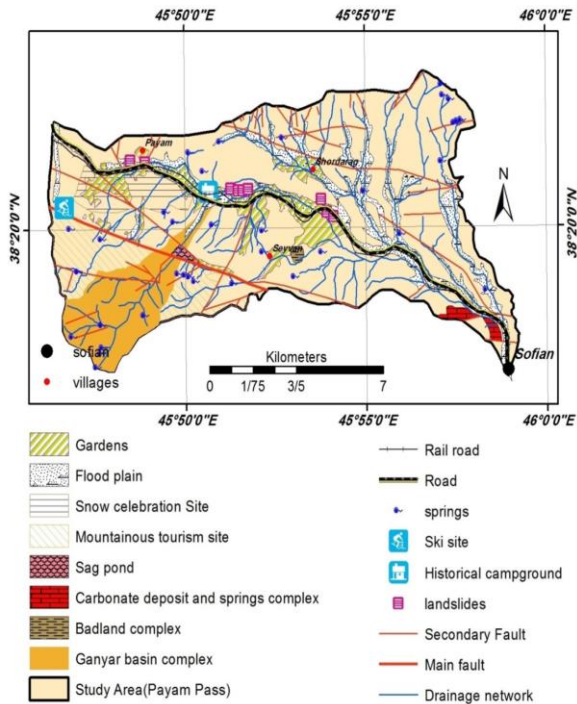 45°50'0"E 45°55'0"E 46°0'0"E
38°20'0"N
38°20'0"N
Payam
Shordarag
N
Seyvan
Sofian
sofian
villages
Kilometers
0 1/75 3/5 7
45°50'0"E 45°55'0"E 46°0'0"E
Gardens
Flood plain
Snow celebration Site
Mountainous tourism site
Sag pond
Carbonate deposit and springs complex
Badland complex
Ganyar basin complex
Study Area(Payam Pass)
Rail road
Road
springs
Ski site
Historical campground
landslides
Secondary Fault
Main fault
Drainage network